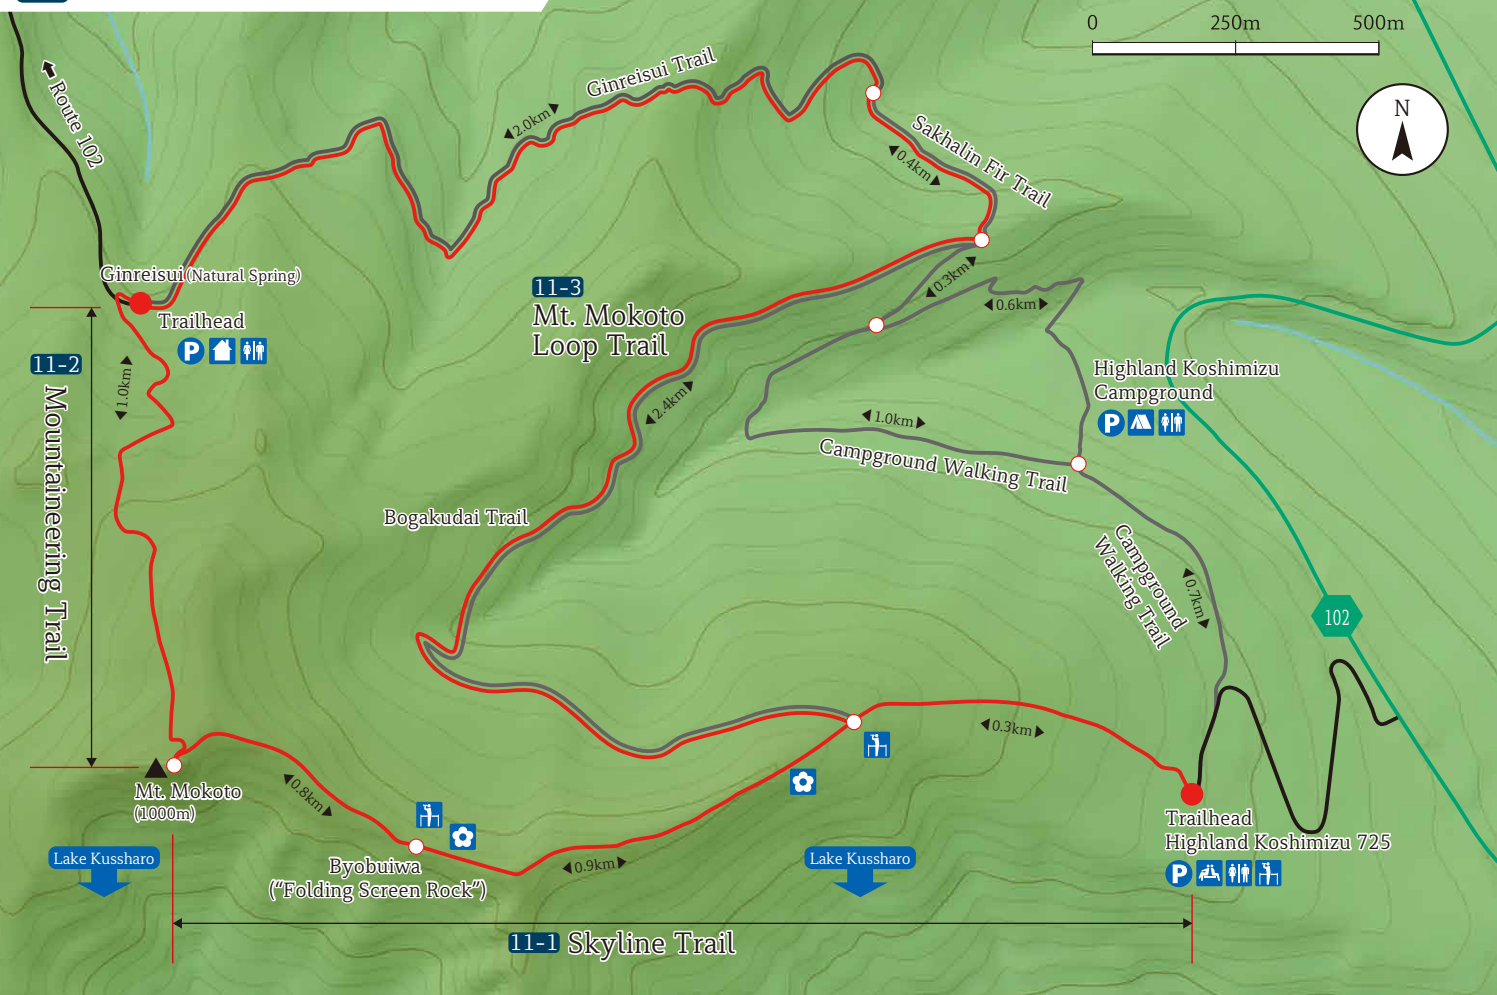 0 250m 500m
N
Route 102
Ginreisui Trail
2.0km
Sakhalin Fir Trail
0.4km
Ginreisui (Natural Spring)
Trailhead
P
11-3
Mt. Mokoto
Loop Trail
0.3km
0.6km
11-2
Mountaineering Trail
1.0km
2.4km
Highland Koshimizu
Campground
P
1.0km
Campground Walking Trail
Bogakudai Trail
Campground
Walking Trail
0.7km
102
0.3km
Mt. Mokoto
(1000m)
0.8km
Byobuiwa
("Folding Screen Rock")
0.9km
Lake Kussharo
Lake Kussharo
Trailhead
Highland Koshimizu 725
P
11-1 Skyline Trail